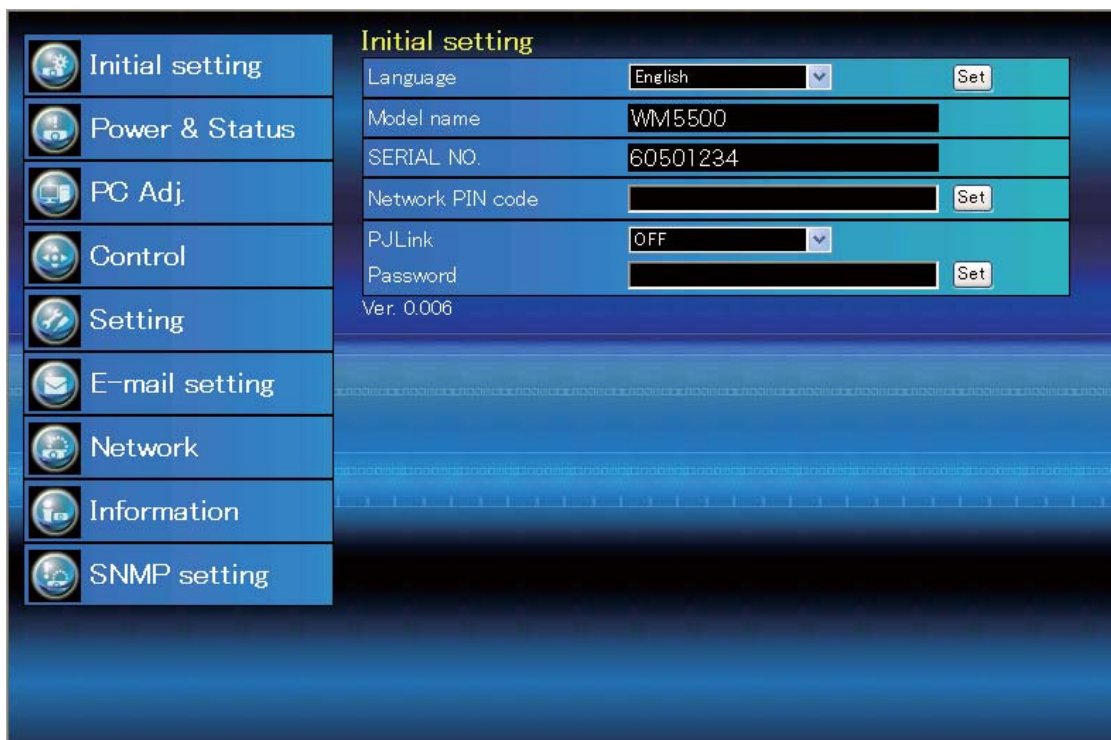 Initial setting
Power & Status
PC Adj.
Control
Setting
E-mail setting
Network
Information
SNMP setting
Initial setting
Language English Set
Model name WM5500
SERIAL NO. 60501234
Network PIN code Set
PJLink OFF
Password Set
Ver. 0.006